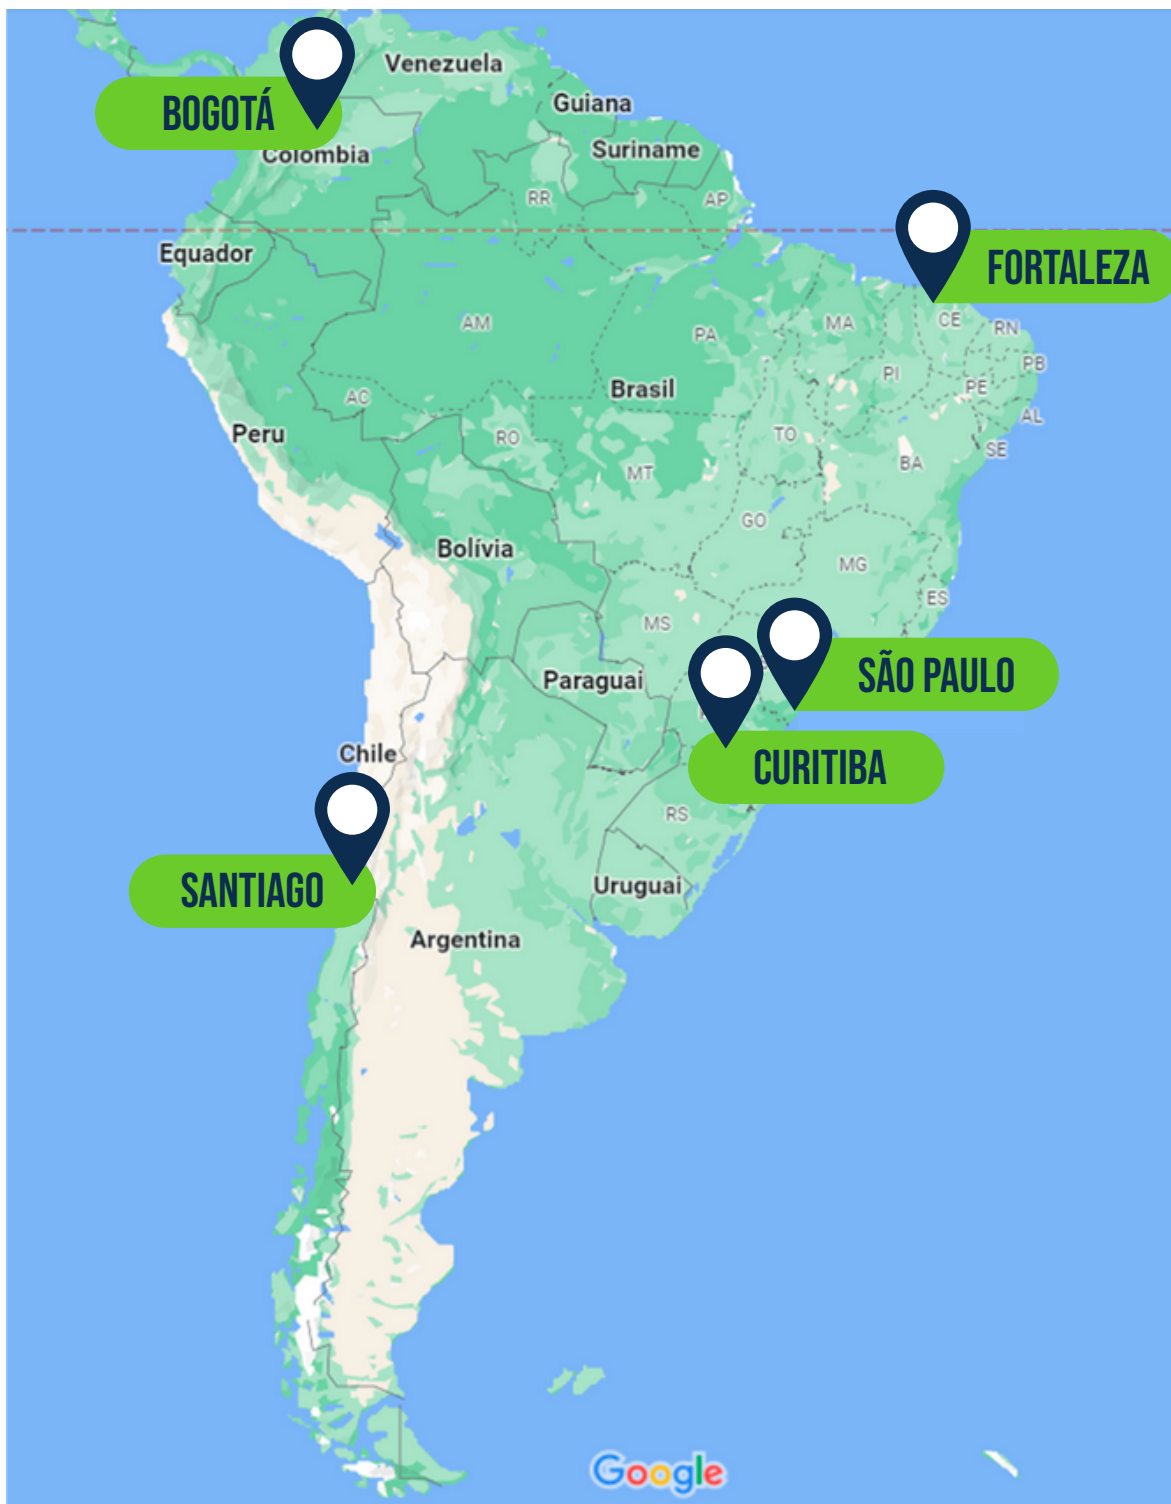 Venezuela
Guiana
BOGOTÁ
Colombia
Suriname
RR
AP
Equador
FORTALEZA
AM
PA
MA
CE
RN
PB
PI
PE
Brasil
AC
AL
Peru
RO
TO
SE
BA
MT
GO
Bolívia
MG
ES
MS
Paraguai
SÃO PAULO
Chile
CURITIBA
RS
SANTIAGO
Uruguai
Argentina
Google